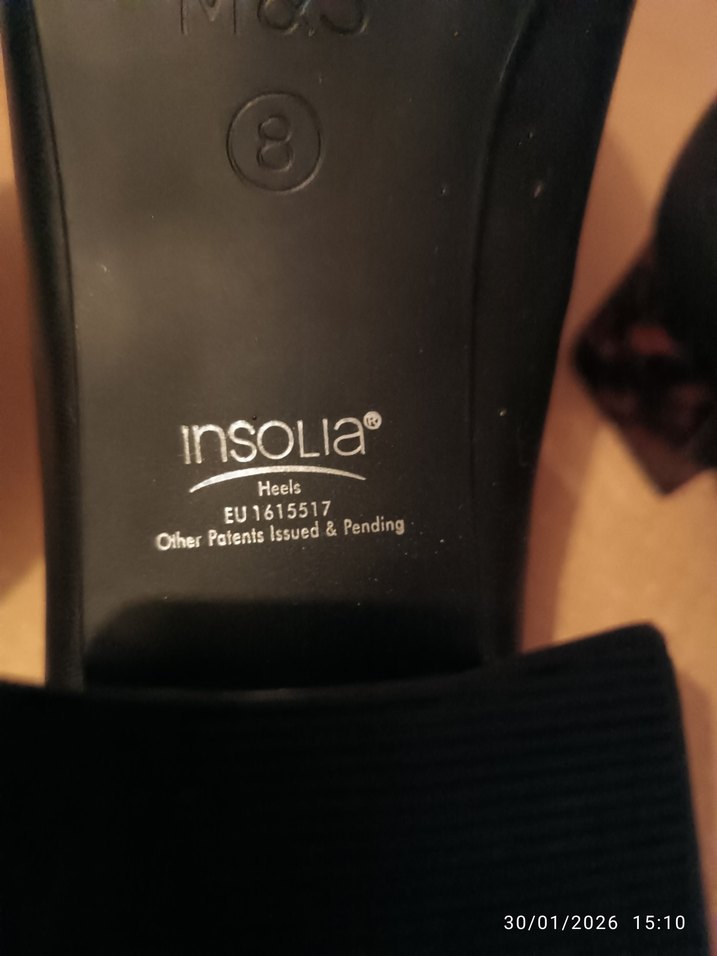 M&S
8
INSOLIA®
Heels
EU 1615517
Other Patents Issued & Pending
30/01/2026 15:10